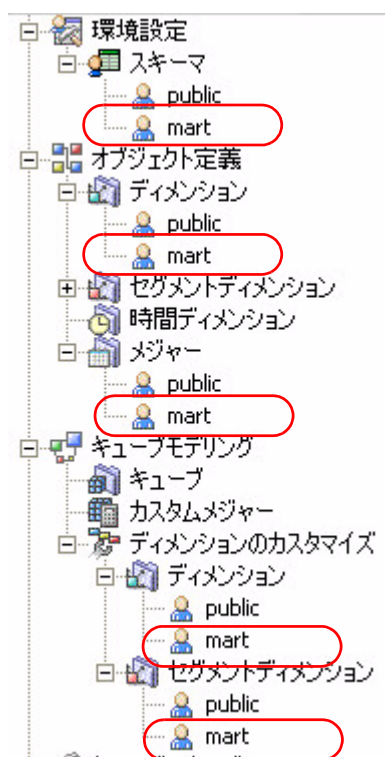 環境設定
スキーマ
public
mart
オブジェクト定義
ディメンション
public
mart
セグメントディメンション
時間ディメンション
メジャー
public
mart
キューブモデリング
キューブ
カスタムメジャー
ディメンションのカスタマイズ
ディメンション
public
mart
セグメントディメンション
public
mart